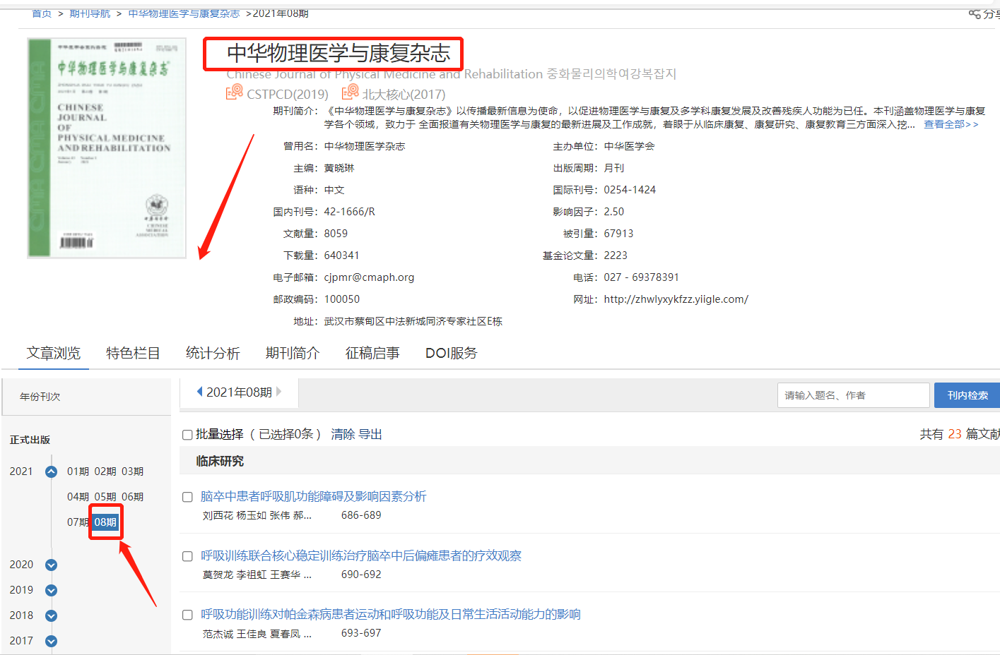 首页 > 期刊导航 > 中华物理医学与康复杂志 >2021年08期
分享
中华物理医学与康复杂志
CHINESE
JOURNAL
OF
PHYSICAL MEDICINE
AND REHABILITATION
中华物理医学与康复杂志
Chinese Journal of Physical Medicine and Rehabilitation 중화물리의학여강복잡지
CSTPCD(2019) 北大核心(2017)
期刊简介：《中华物理医学与康复杂志》以传播最新信息为使命，以促进物理医学与康复及多学科康复发展及改善残疾人功能为已任。本刊涵盖物理医学与康复
学各个领域，致力于 全面报道有关物理医学与康复的最新进展及工作成就，着眼于从临床康复、康复研究、康复教育三方面深入挖... 查看全部>>
曾用名：中华物理医学杂志 主办单位：中华医学会
主编：黄晓琳 出版周期：月刊
语种：中文 国际刊号：0254-1424
国内刊号：42-1666/R 影响因子：2.50
文献量：8059 被引量：67913
下载量：640341 基金论文量：2223
电子邮箱：cjpmr@cmaph.org 电话：027 - 69378391
邮政编码：100050 网址：http://zhwlyxykfzz.yiigle.com/
地址：武汉市蔡甸区中法新城同济专家社区E栋
文章浏览 特色栏目 统计分析 期刊简介 征稿启事 DOI服务
年份刊次
2021年08期
请输入题名、作者 刊内检索
正式出版
批量选择 （ 已选择0条 ） 清除 导出
共有 23 篇文献
临床研究
2021 01期 02期 03期
04期 05期 06期
07期 08期
2020
2019
2018
2017
脑卒中患者呼吸肌功能障碍及影响因素分析
刘西花 杨玉如 张伟 郝... 686-689
呼吸训练联合核心稳定训练治疗脑卒中后偏瘫患者的疗效观察
莫贺龙 李祖虹 王赛华 ... 690-692
呼吸功能训练对帕金森病患者运动和呼吸功能及日常生活活动能力的影响
范杰诚 王佳良 夏春凤 ... 693-697